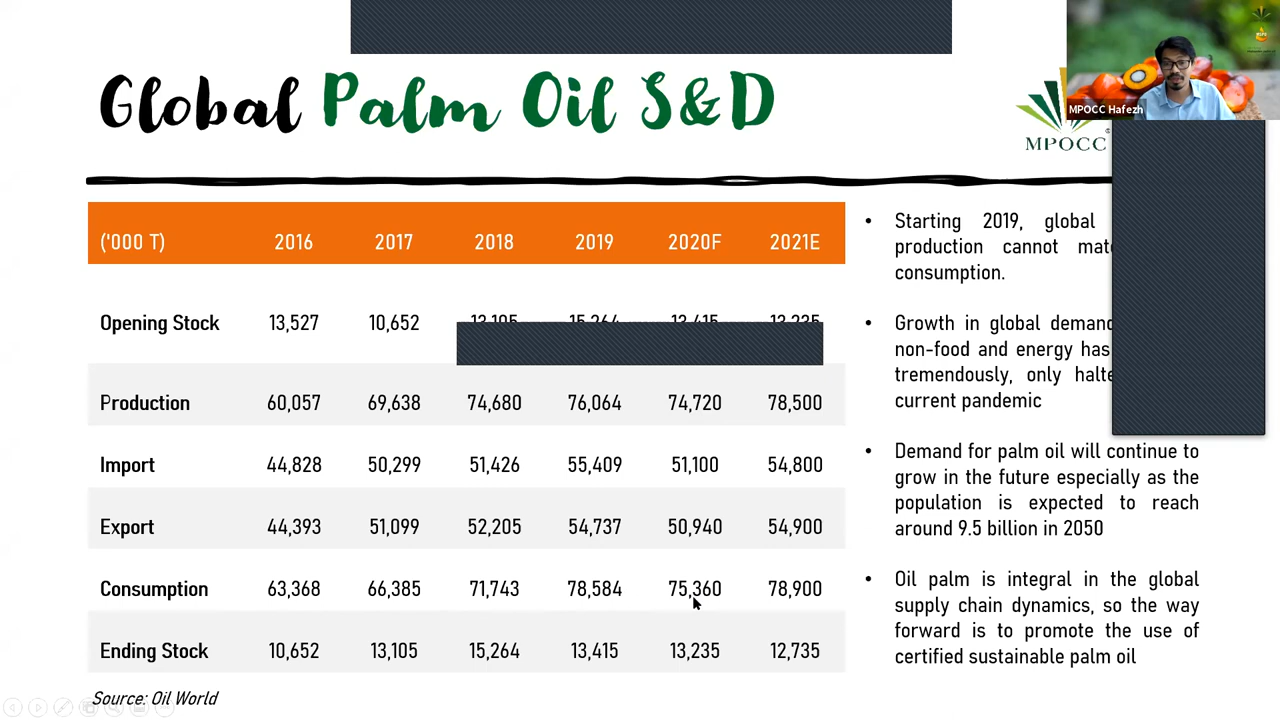 Global Palm Oil S&D
MPOCC Hafezh
MPOCC
('000 T) 2016 2017 2018 2019 2020F 2021E
Opening Stock 13,527 10,652 13,105 15,264 13,415 13,235
Production 60,057 69,638 74,680 76,064 74,720 78,500
Import 44,828 50,299 51,426 55,409 51,100 54,800
Export 44,393 51,099 52,205 54,737 50,940 54,900
Consumption 63,368 66,385 71,743 78,584 75,360 78,900
Ending Stock 10,652 13,105 15,264 13,415 13,235 12,735
Source: Oil World
• Starting 2019, global
production cannot
consumption.
• Growth in global
non-food and energy has
tremendously, only
current pandemic
• Demand for palm oil will continue to
grow in the future especially as the
population is expected to reach
around 9.5 billion in 2050
• Oil palm is integral in the global
supply chain dynamics, so the way
forward is to promote the use of
certified sustainable palm oil